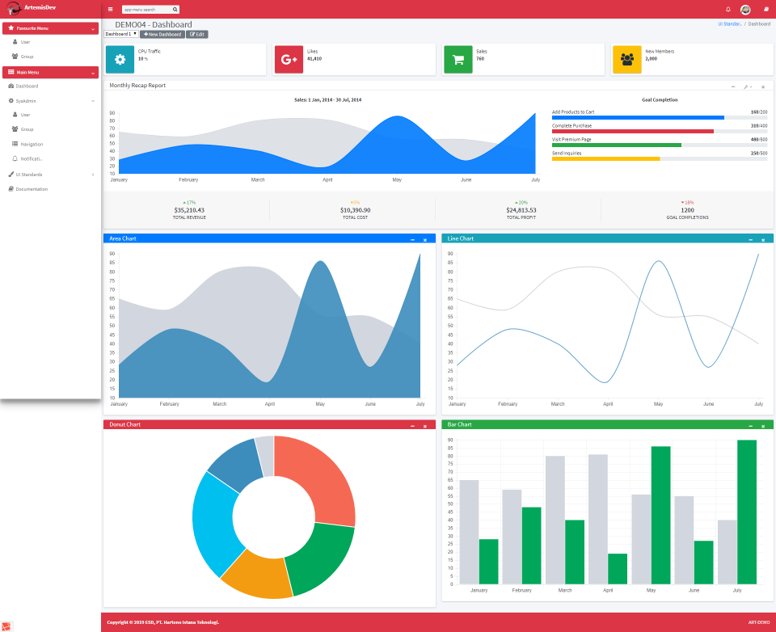 ArtemisDev
app menu search
Favourite Menu
User
Group
Main Menu
Dashboard
SysAdmin
User
Group
Navigation
Notificati..
UI Standards
Documentation
DEMO04 - Dashboard
/ Dashboard
Dashboard 1
New Dashboard
Edit
CPU Traffic
10 %
Likes
41,410
Sales
760
New Members
2,000
Monthly Recap Report
Sales: 1 Jan, 2014 - 30 Jul, 2014
90
80
70
60
50
40
30
20
10
January February March April May June July
Goal Completion
Add Products to Cart 160/200
Complete Purchase 310/400
Visit Premium Page 480/800
Send Inquiries 250/500
17%
$35,210.43
TOTAL REVENUE
$10,390.90
TOTAL COST
20%
$24,813.53
TOTAL PROFIT
18%
1200
GOAL COMPLETIONS
Area Chart
90
85
80
75
70
65
60
55
50
45
40
35
30
25
20
15
10
January February March April May June July
Line Chart
90
85
80
75
70
65
60
55
50
45
40
35
30
25
20
15
10
January February March April May June July
Donut Chart
Bar Chart
90
85
80
75
70
65
60
55
50
45
40
35
30
25
20
15
10
5
0
January February March April May June July
Copyright © 2019 ESD, PT. Hartono Istana Teknologi.
ART-DEMO